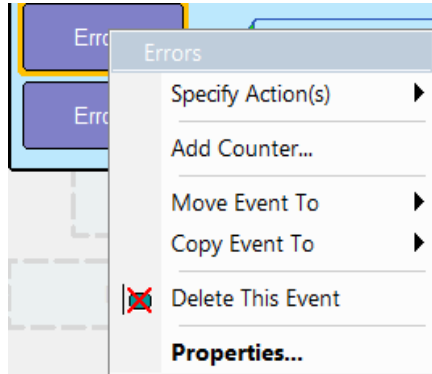 Errors
Specify Action(s)
Add Counter...
Move Event To
Copy Event To
Delete This Event
Properties...